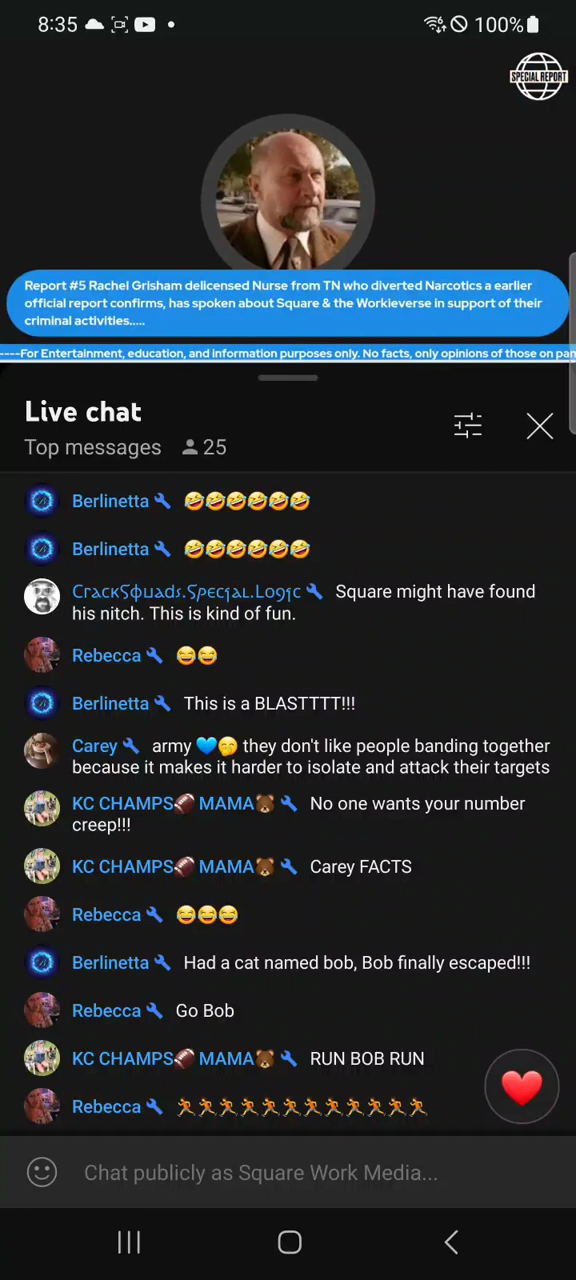 8:35
100%
SPECIAL REPORT
Report #5 Rachel Grisham delicensed Nurse from TN who diverted Narcotics a earlier
official report confirms, has spoken about Square & the Workieverse in support of their
criminal activities.....
----For Entertainment, education, and information purposes only. No facts, only opinions of those on pan
Live chat
Top messages 25
Berlinetta 🤣🤣🤣🤣🤣🤣
Berlinetta 🤣🤣🤣🤣🤣🤣
CrackSquads.Special.Logic Square might have found
his nitch. This is kind of fun.
Rebecca 😂😂
Berlinetta This is a BLASTTTT!!!
Carey army 💙🤭 they don't like people banding together
because it makes it harder to isolate and attack their targets
KC CHAMPS🏈 MAMA🐻 No one wants your number
creep!!!
KC CHAMPS🏈 MAMA🐻 Carey FACTS
Rebecca 😂😂😂
Berlinetta Had a cat named bob, Bob finally escaped!!!
Rebecca Go Bob
KC CHAMPS🏈 MAMA🐻 RUN BOB RUN
Rebecca 🏃🏃🏃🏃🏃🏃🏃🏃🏃🏃🏃🏃
Chat publicly as Square Work Media...